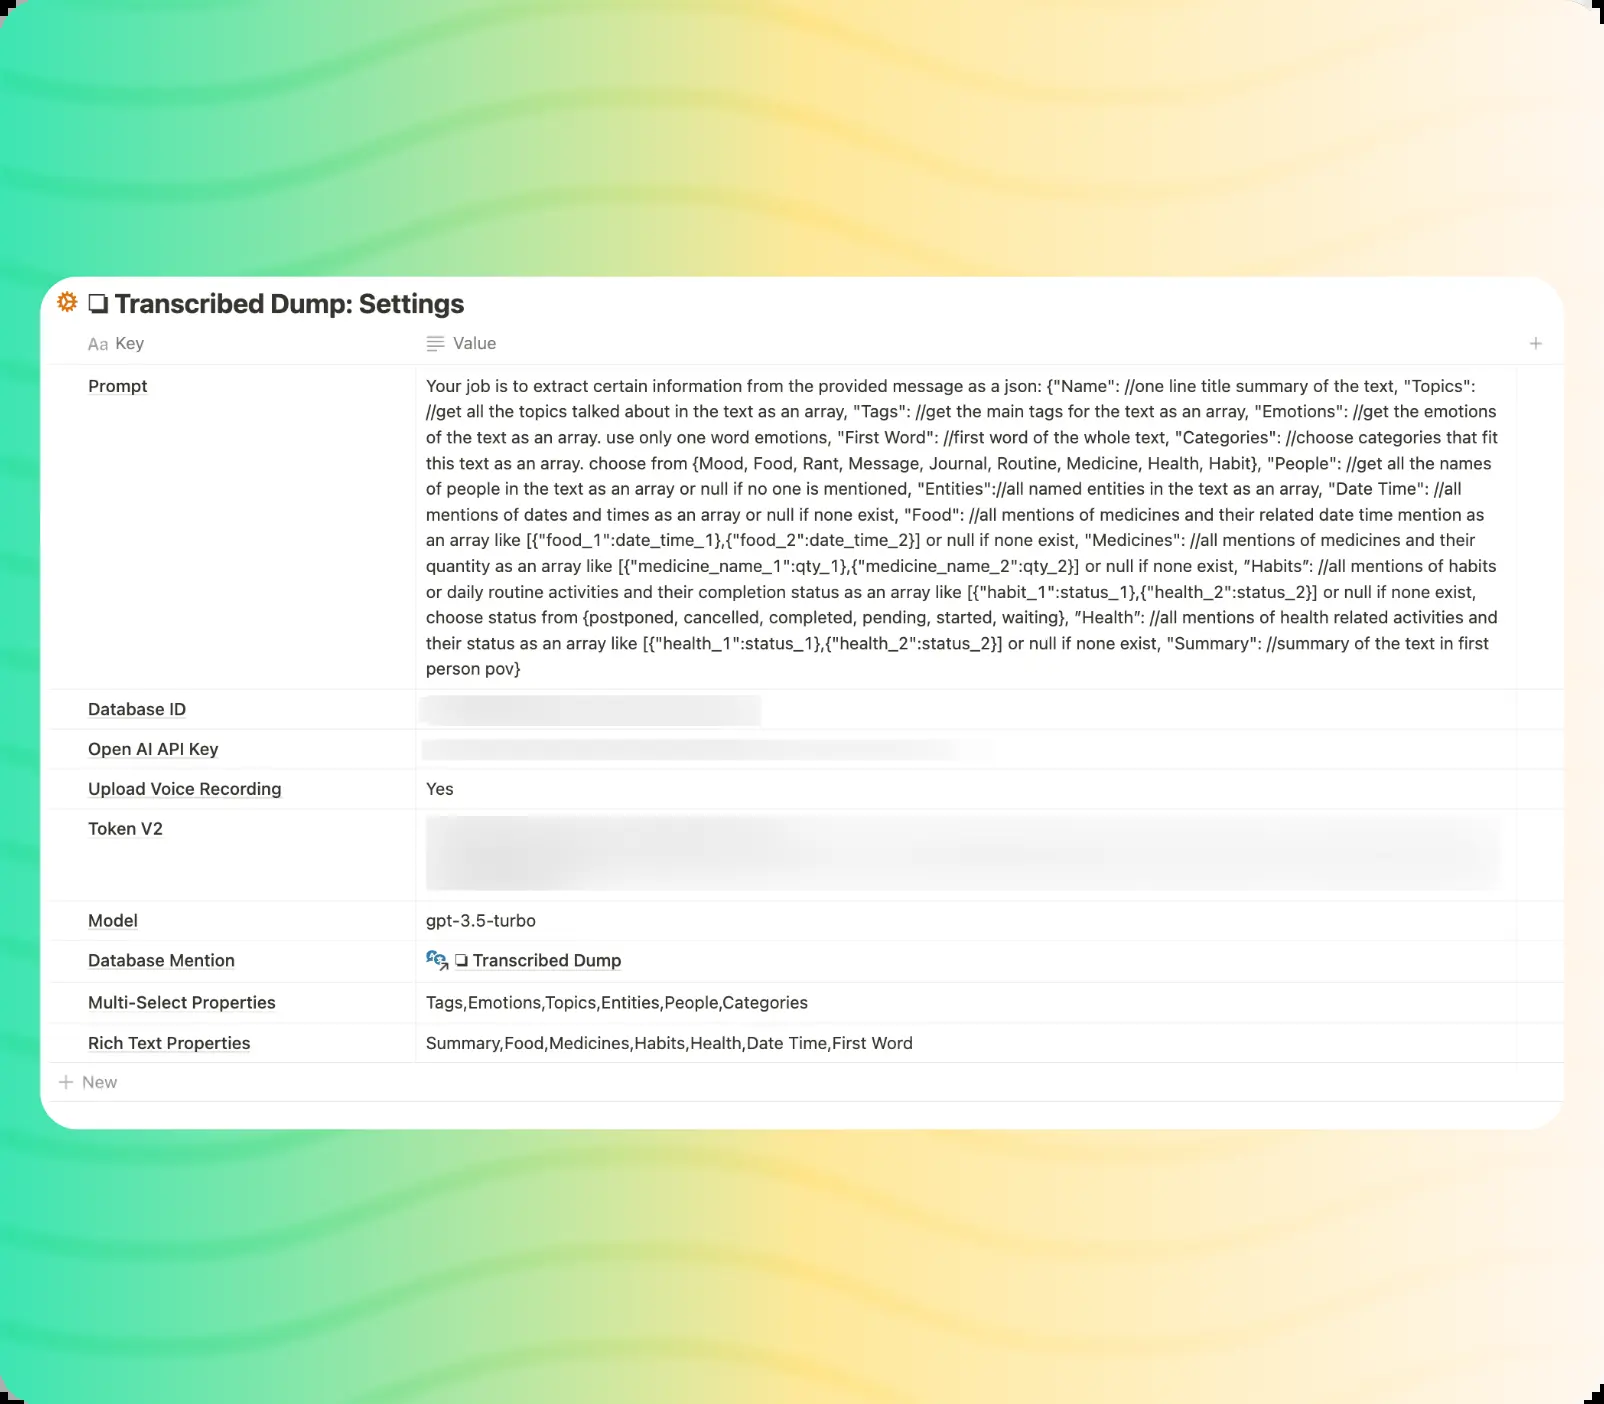 Transcribed Dump: Settings
Aa Key
Value
Prompt
Your job is to extract certain information from the provided message as a json: {"Name": //one line title summary of the text, "Topics":
//get all the topics talked about in the text as an array, "Tags": //get the main tags for the text as an array, "Emotions": //get the emotions
of the text as an array. use only one word emotions, "First Word": //first word of the whole text, "Categories": //choose categories that fit
this text as an array. choose from {Mood, Food, Rant, Message, Journal, Routine, Medicine, Health, Habit}, "People": //get all the names
of people in the text as an array or null if no one is mentioned, "Entities"://all named entities in the text as an array, "Date Time": //all
mentions of dates and times as an array or null if none exist, "Food": //all mentions of medicines and their related date time mention as
an array like [{"food_1":date_time_1},{"food_2":date_time_2}] or null if none exist, "Medicines": //all mentions of medicines and their
quantity as an array like [{"medicine_name_1":qty_1},{"medicine_name_2":qty_2}] or null if none exist, ”Habits”: //all mentions of habits
or daily routine activities and their completion status as an array like [{"habit_1":status_1},{"health_2":status_2}] or null if none exist,
choose status from {postponed, cancelled, completed, pending, started, waiting}, ”Health”: //all mentions of health related activities and
their status as an array like [{"health_1":status_1},{"health_2":status_2}] or null if none exist, "Summary": //summary of the text in first
person pov}
Database ID
Open AI API Key
Upload Voice Recording
Yes
Token V2
Model
gpt-3.5-turbo
Database Mention
Transcribed Dump
Multi-Select Properties
Tags,Emotions,Topics,Entities,People,Categories
Rich Text Properties
Summary,Food,Medicines,Habits,Health,Date Time,First Word
+ New